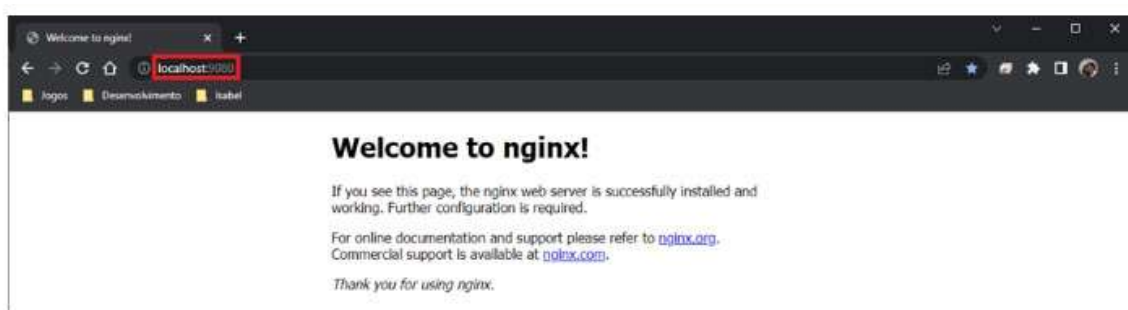 Welcome to nginx!
localhost:9080
Jogos Desenvolvimento Isabel
Welcome to nginx!
If you see this page, the nginx web server is successfully installed and
working. Further configuration is required.
For online documentation and support please refer to nginx.org.
Commercial support is available at nginx.com.
Thank you for using nginx.